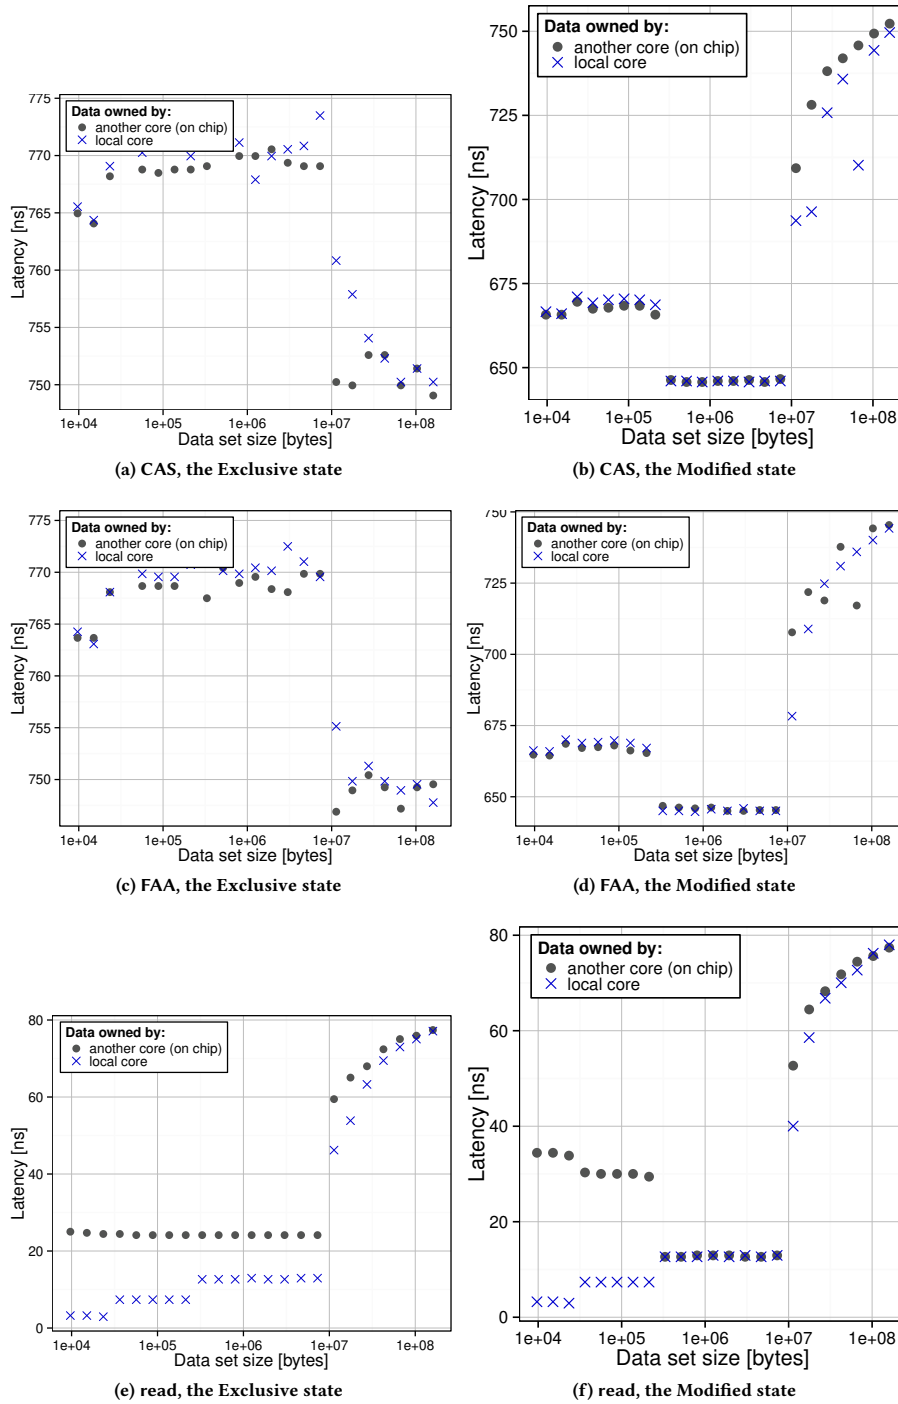 Data owned by:
another core (on chip)
local core
775
770
765
760
755
750
Latency [ns]
1e+04 1e+05 1e+06 1e+07 1e+08
Data set size [bytes]
(a) CAS, the Exclusive state
Data owned by:
another core (on chip)
local core
750
725
700
675
650
Latency [ns]
1e+04 1e+05 1e+06 1e+07 1e+08
Data set size [bytes]
(b) CAS, the Modified state
Data owned by:
another core (on chip)
local core
775
770
765
760
755
750
Latency [ns]
1e+04 1e+05 1e+06 1e+07 1e+08
Data set size [bytes]
(c) FAA, the Exclusive state
Data owned by:
another core (on chip)
local core
750
725
700
675
650
Latency [ns]
1e+04 1e+05 1e+06 1e+07 1e+08
Data set size [bytes]
(d) FAA, the Modified state
Data owned by:
another core (on chip)
local core
80
60
40
20
0
Latency [ns]
1e+04 1e+05 1e+06 1e+07 1e+08
Data set size [bytes]
(e) read, the Exclusive state
Data owned by:
another core (on chip)
local core
80
60
40
20
0
Latency [ns]
1e+04 1e+05 1e+06 1e+07 1e+08
Data set size [bytes]
(f) read, the Modified state